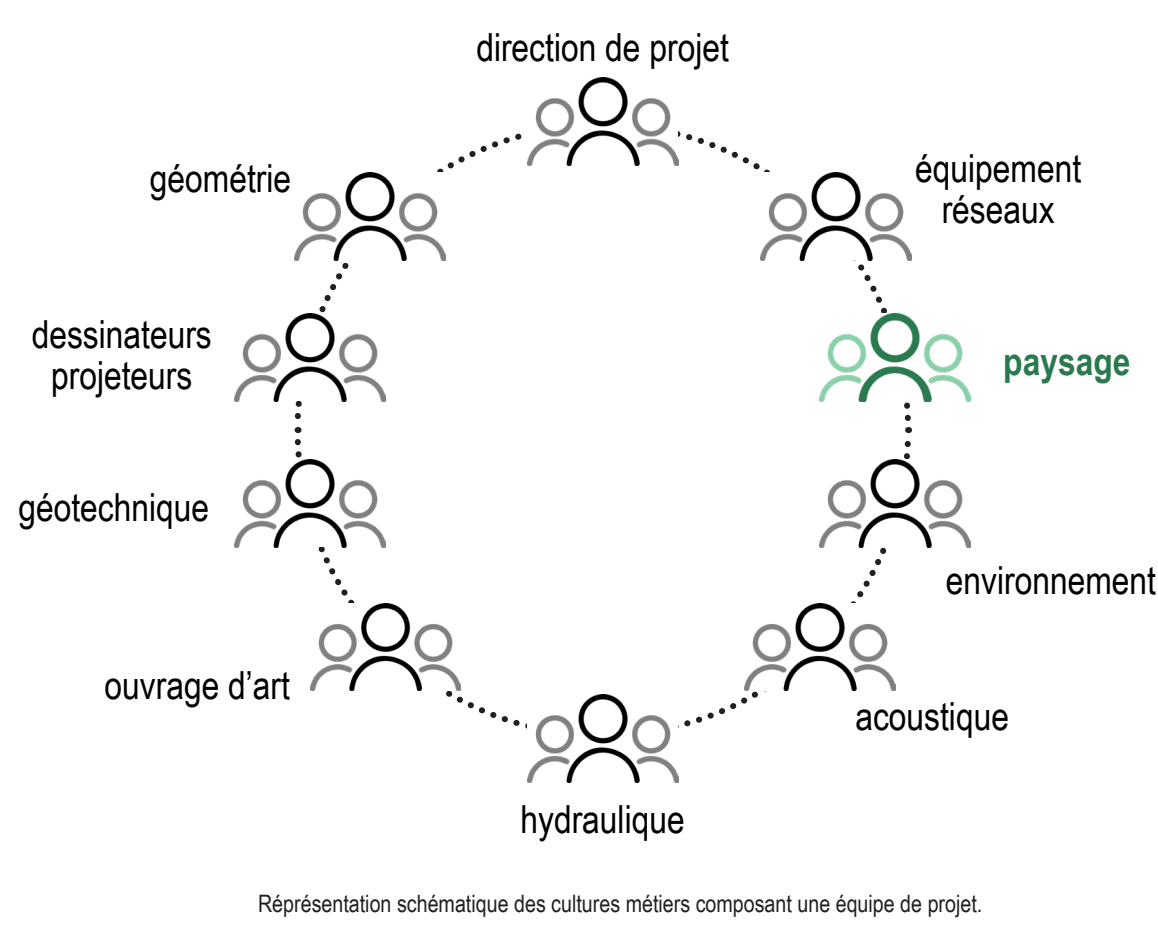 direction de projet
géométrie
équipement
réseaux
dessinateurs
projeteurs
paysage
géotechnique
environnement
ouvrage d'art
acoustique
hydraulique
Réprésentation schématique des cultures métiers composant une équipe de projet.